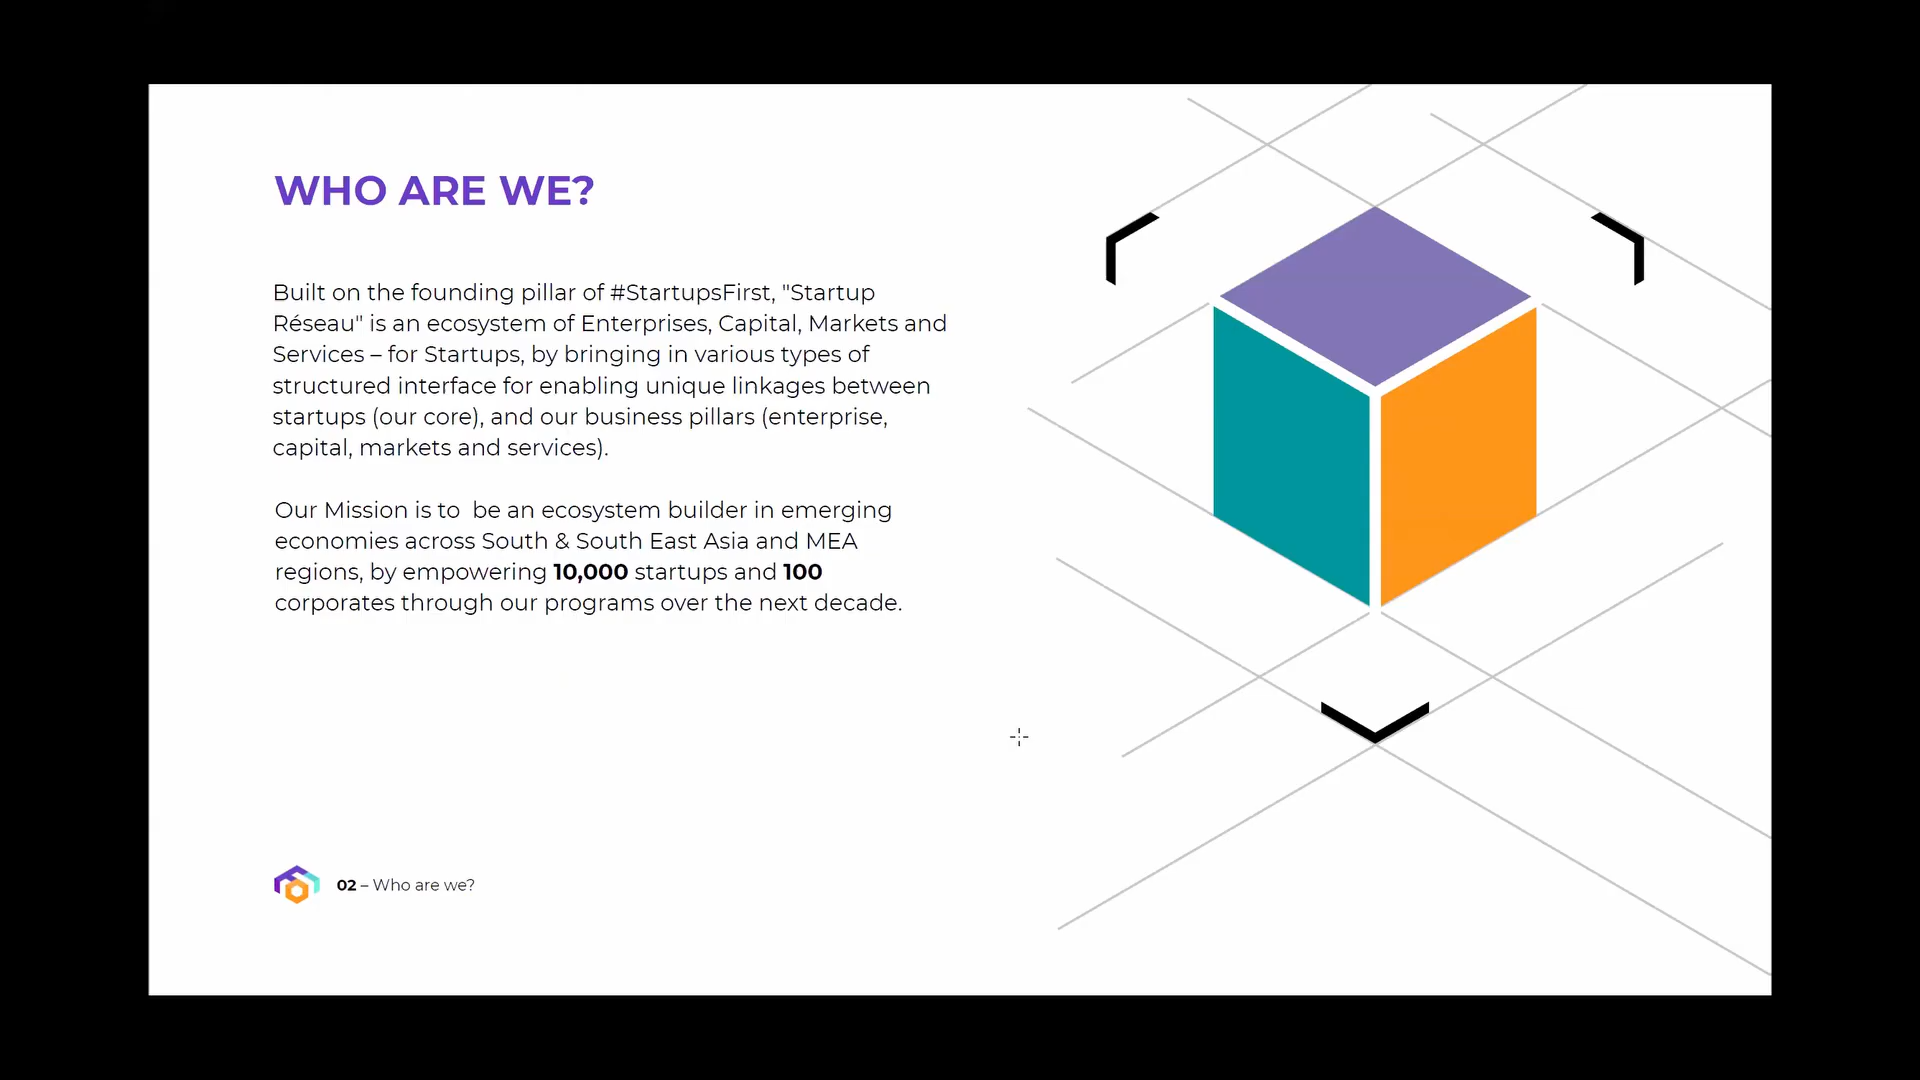 WHO ARE WE?
Built on the founding pillar of #StartupsFirst, "Startup
Réseau" is an ecosystem of Enterprises, Capital, Markets and
Services – for Startups, by bringing in various types of
structured interface for enabling unique linkages between
startups (our core), and our business pillars (enterprise,
capital, markets and services).
Our Mission is to  be an ecosystem builder in emerging
economies across South & South East Asia and MEA
regions, by empowering 10,000 startups and 100
corporates through our programs over the next decade.
02 – Who are we?